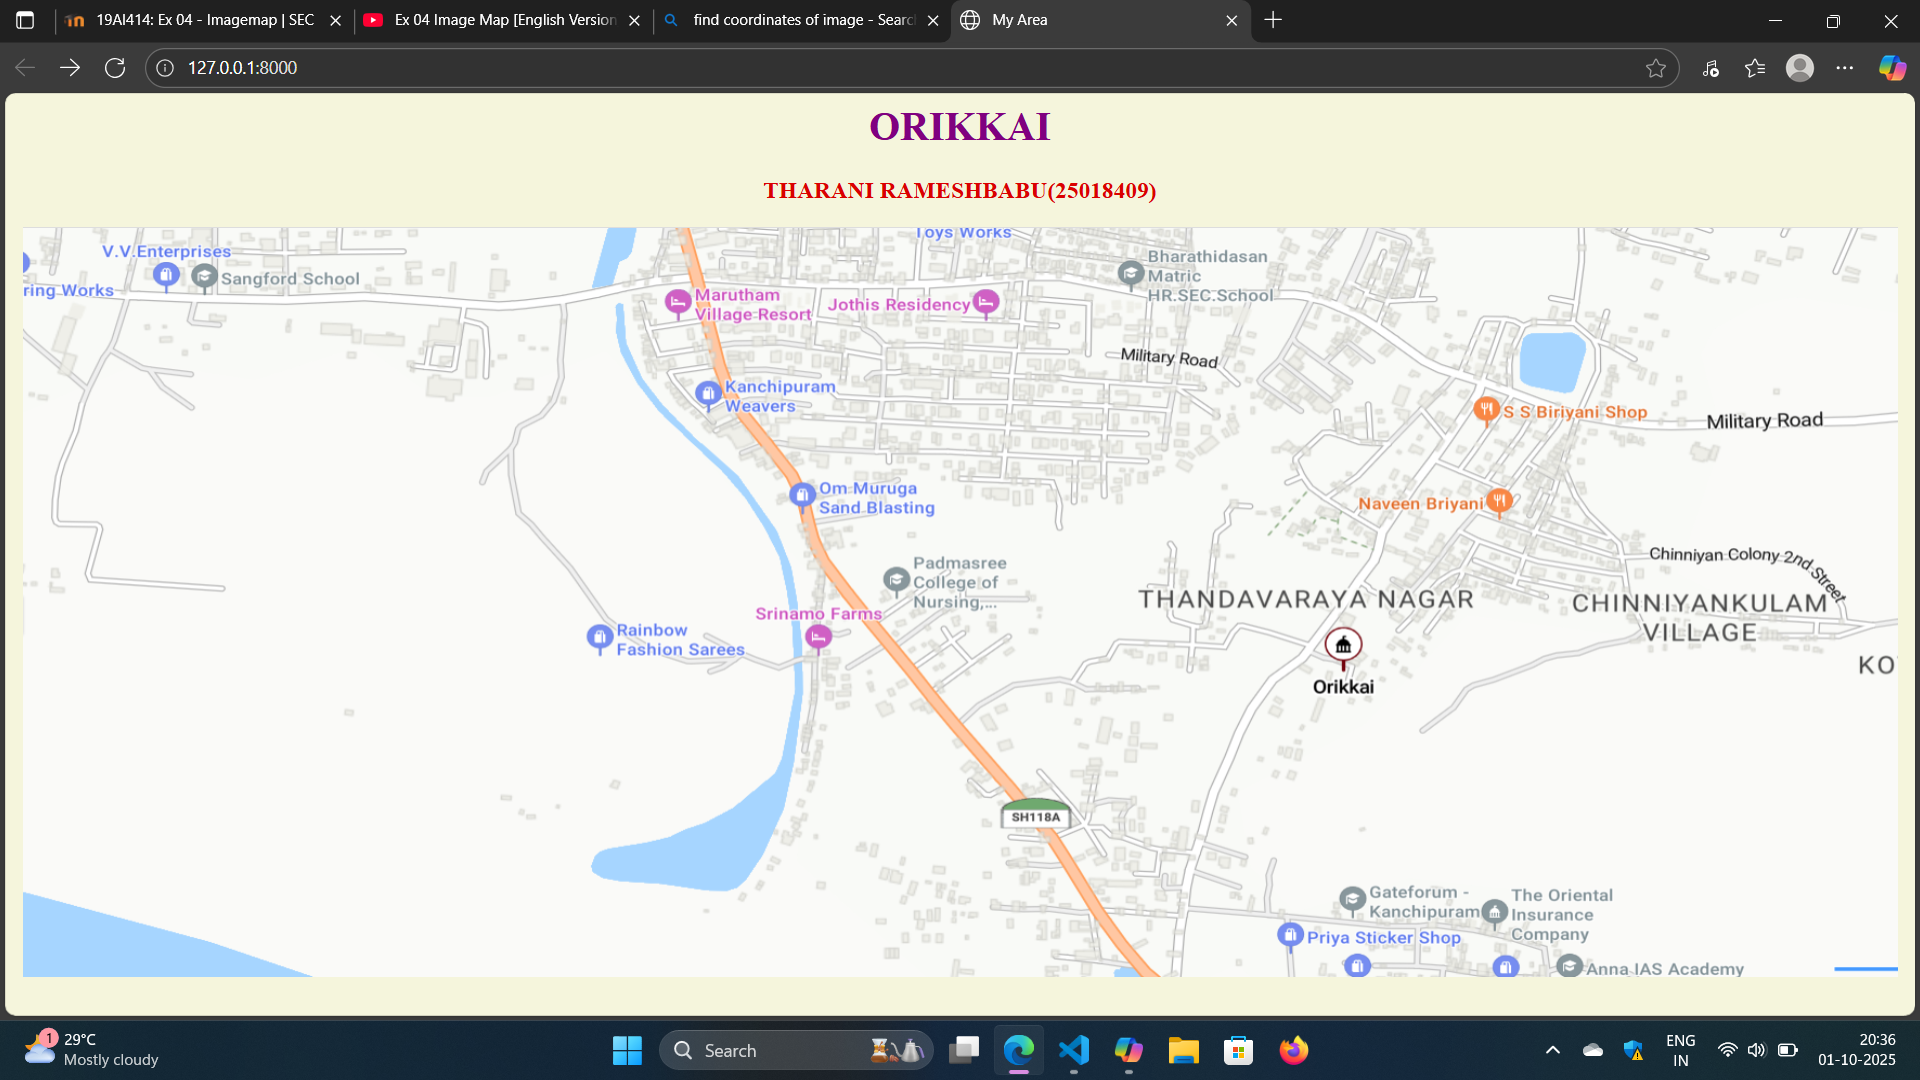 19AI414: Ex 04 - Imagemap | SEC
Ex 04 Image Map [English Version
find coordinates of image - Searc
My Area
127.0.0.1:8000
ORIKKAI
THARANI RAMESHBABU(25018409)
Toys Works
V.V.Enterprises
Sangford School
ring Works
Bharathidasan
Matric
HR.SEC.School
Marutham
Village Resort
Jothis Residency
Military Road
Kanchipuram
Weavers
S S Biriyani Shop
Military Road
Om Muruga
Sand Blasting
Naveen Briyani
Padmasree
College of
Nursing,...
Chinniyan Colony 2nd Street
THANDAVARAYA NAGAR
CHINNIYANKULAM
VILLAGE
Srinamo Farms
Rainbow
Fashion Sarees
Orikkai
KO
SH118A
Gateforum -
Kanchipuram
The Oriental
Insurance
Company
Priya Sticker Shop
Anna IAS Academy
1
29°C
Mostly cloudy
Search
ENG
IN
20:36
01-10-2025